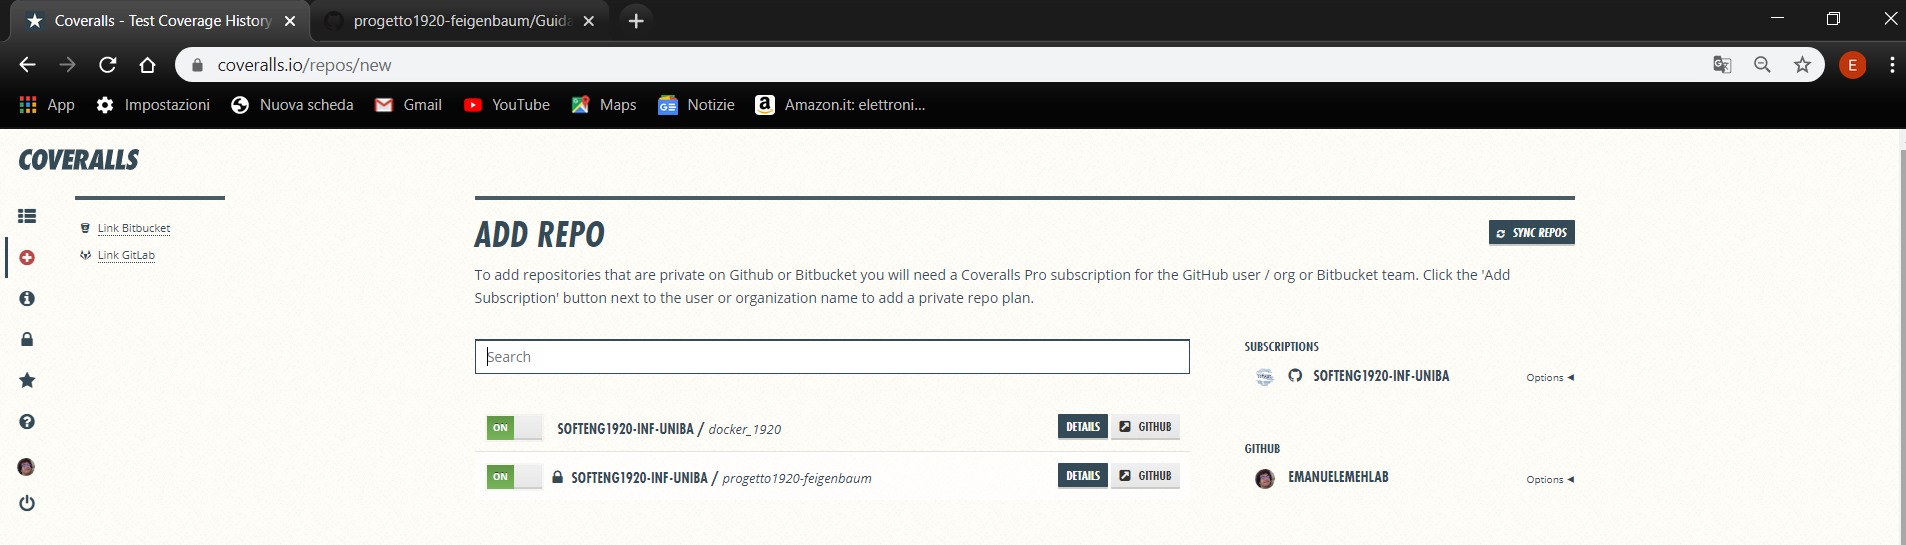 Coveralls - Test Coverage History
progetto1920-feigenbaum/Guida
coveralls.io/repos/new
E
App
Impostazioni
Nuova scheda
Gmail
YouTube
Maps
Notizie
Amazon.it: elettroni...
COVERALLS
Link Bitbucket
Link GitLab
ADD REPO
SYNC REPOS
To add repositories that are private on Github or Bitbucket you will need a Coveralls Pro subscription for the GitHub user / org or Bitbucket team. Click the 'Add
Subscription' button next to the user or organization name to add a private repo plan.
Search
ON SOFTENG1920-INF-UNIBA / docker_1920 DETAILS GITHUB
ON SOFTENG1920-INF-UNIBA / progetto1920-feigenbaum DETAILS GITHUB
SUBSCRIPTIONS
SOFTENG1920-INF-UNIBA Options
GITHUB
EMANUELEMEHLAB Options